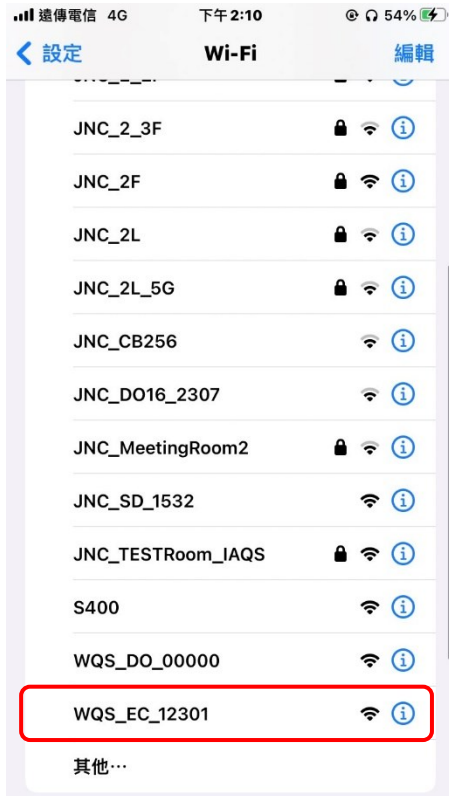 遠傳電信 4G 下午2:10 54%
設定 Wi-Fi 編輯
JNC_2_3F
JNC_2F
JNC_2L
JNC_2L_5G
JNC_CB256
JNC_DO16_2307
JNC_MeetingRoom2
JNC_SD_1532
JNC_TESTRoom_IAQS
S400
WQS_DO_00000
WQS_EC_12301
其他…